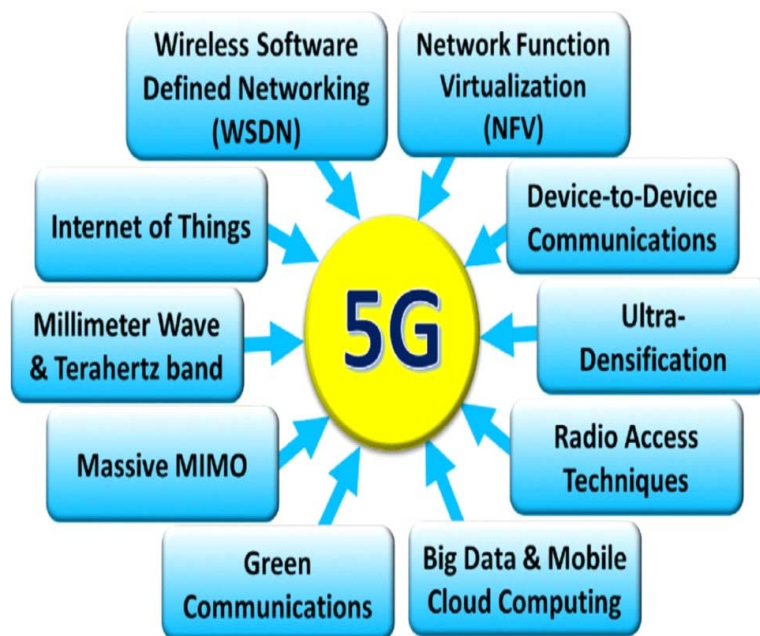 Wireless Software
Defined Networking
(WSDN)
Network Function
Virtualization
(NFV)
Internet of Things
Device-to-Device
Communications
5G
Millimeter Wave
& Terahertz band
Ultra-
Densification
Massive MIMO
Radio Access
Techniques
Green
Communications
Big Data & Mobile
Cloud Computing